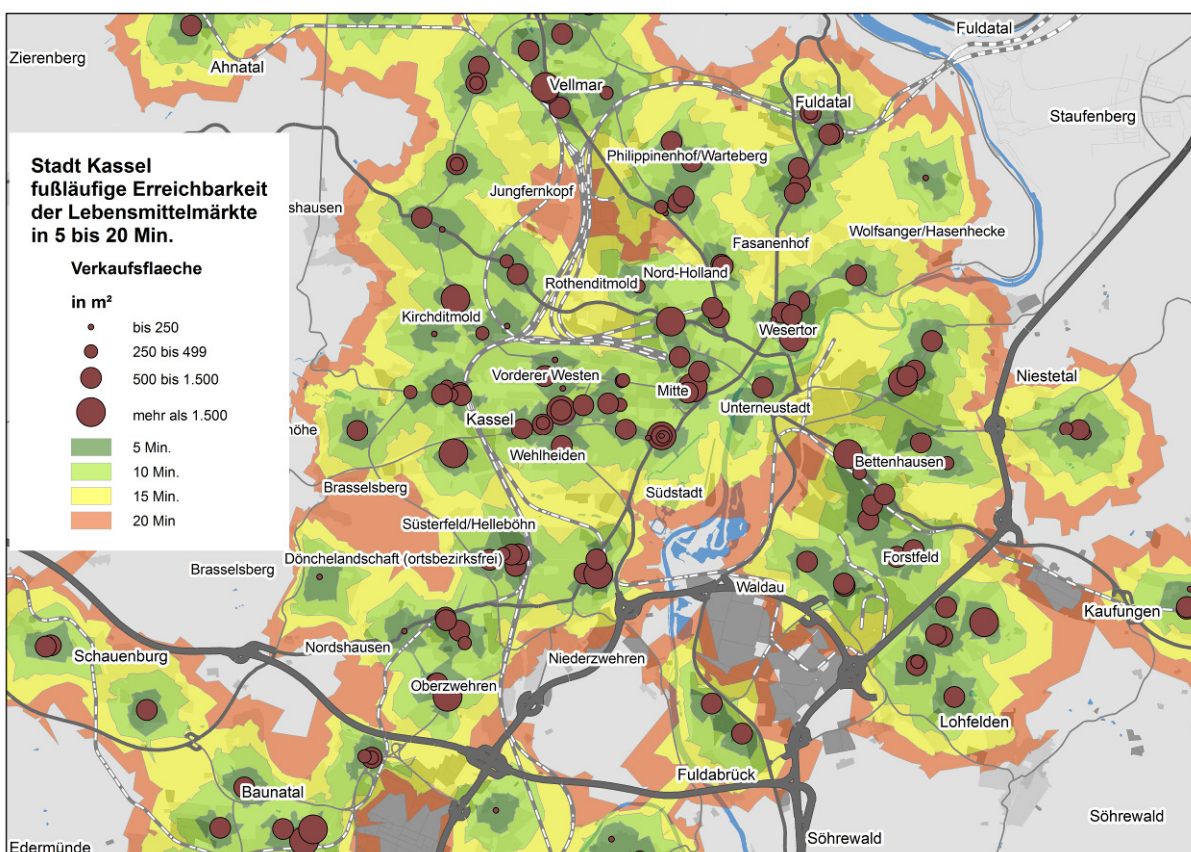 Fuldatal
Zierenberg
Ahnatal
Vellmar
Fuldatal
Staufenberg
Stadt Kassel
fußläufige Erreichbarkeit
der Lebensmittelmärkte
in 5 bis 20 Min.
Verkaufsflaeche
in m²
bis 250
250 bis 499
500 bis 1.500
mehr als 1.500
5 Min.
10 Min.
15 Min.
20 Min
Philippinenhof/Warteberg
Jungfernkopf
shausen
Wolfsanger/Hasenhecke
Fasanenhof
Nord-Holland
Rothenditmold
Kirchditmold
Wesertor
Vorderer Westen
Niestetal
Mitte
Unterneustadt
Kassel
höhe
Wehlheiden
Bettenhausen
Brasselsberg
Südstadt
Süsterfeld/Helleböhn
Dönchelandschaft (ortsbezirksfrei)
Forstfeld
Brasselsberg
Waldau
Kaufungen
Nordshausen
Niederzwehren
Schauenburg
Oberzwehren
Lohfelden
Fuldabrück
Baunatal
Söhrewald
Söhrewald
Edermünde